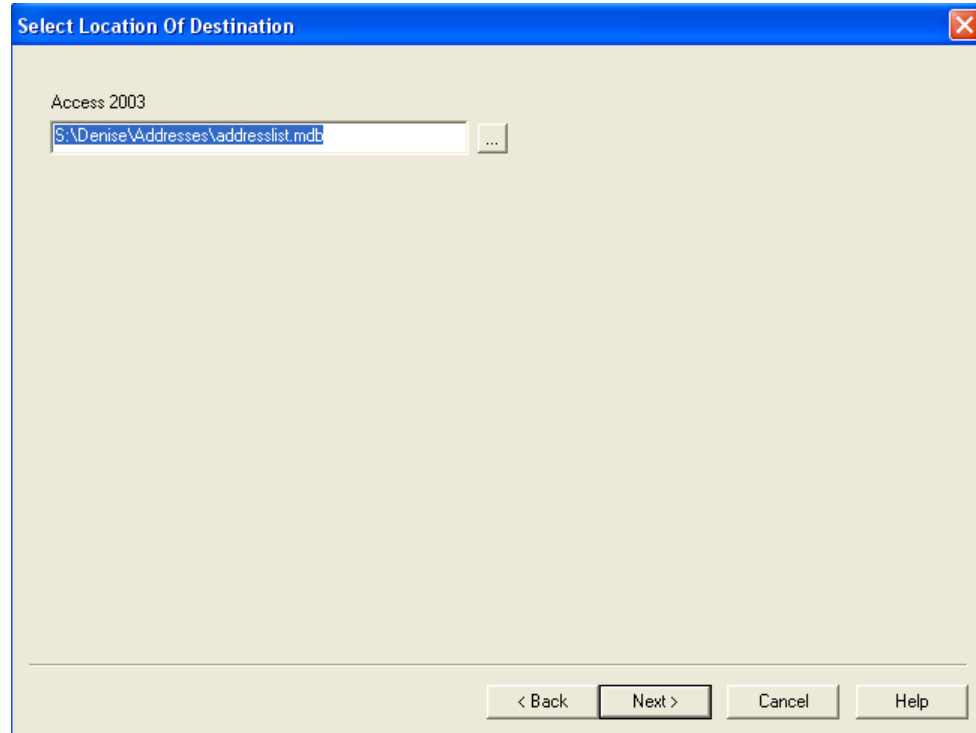 Select Location Of Destination
Access 2003
S:\Denise\Addresses\addresslist.mdb
...
< Back Next > Cancel Help